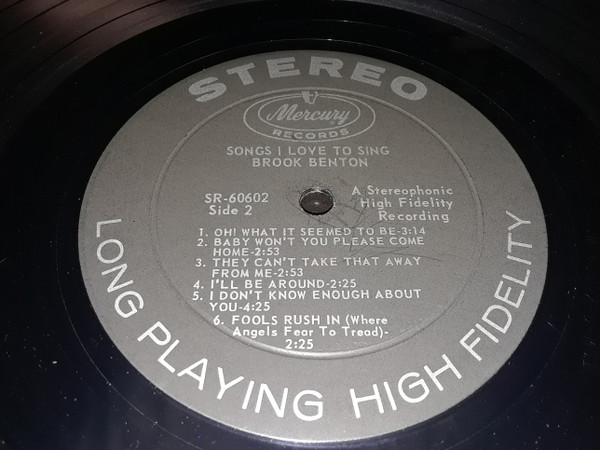 STEREO
Mercury
RECORDS
SONGS I LOVE TO SING
BROOK BENTON
SR-60602
Side 2
A Stereophonic
High Fidelity
Recording
1. OH! WHAT IT SEEMED TO BE-3:14
2. BABY WON'T YOU PLEASE COME
HOME-2:53
3. THEY CAN'T TAKE THAT AWAY
FROM ME-2:53
4. I'LL BE AROUND-2:25
5. I DON'T KNOW ENOUGH ABOUT
YOU-4:25
6. FOOLS RUSH IN (Where
Angels Fear To Tread)-
2:25
LONG PLAYING HIGH FIDELITY